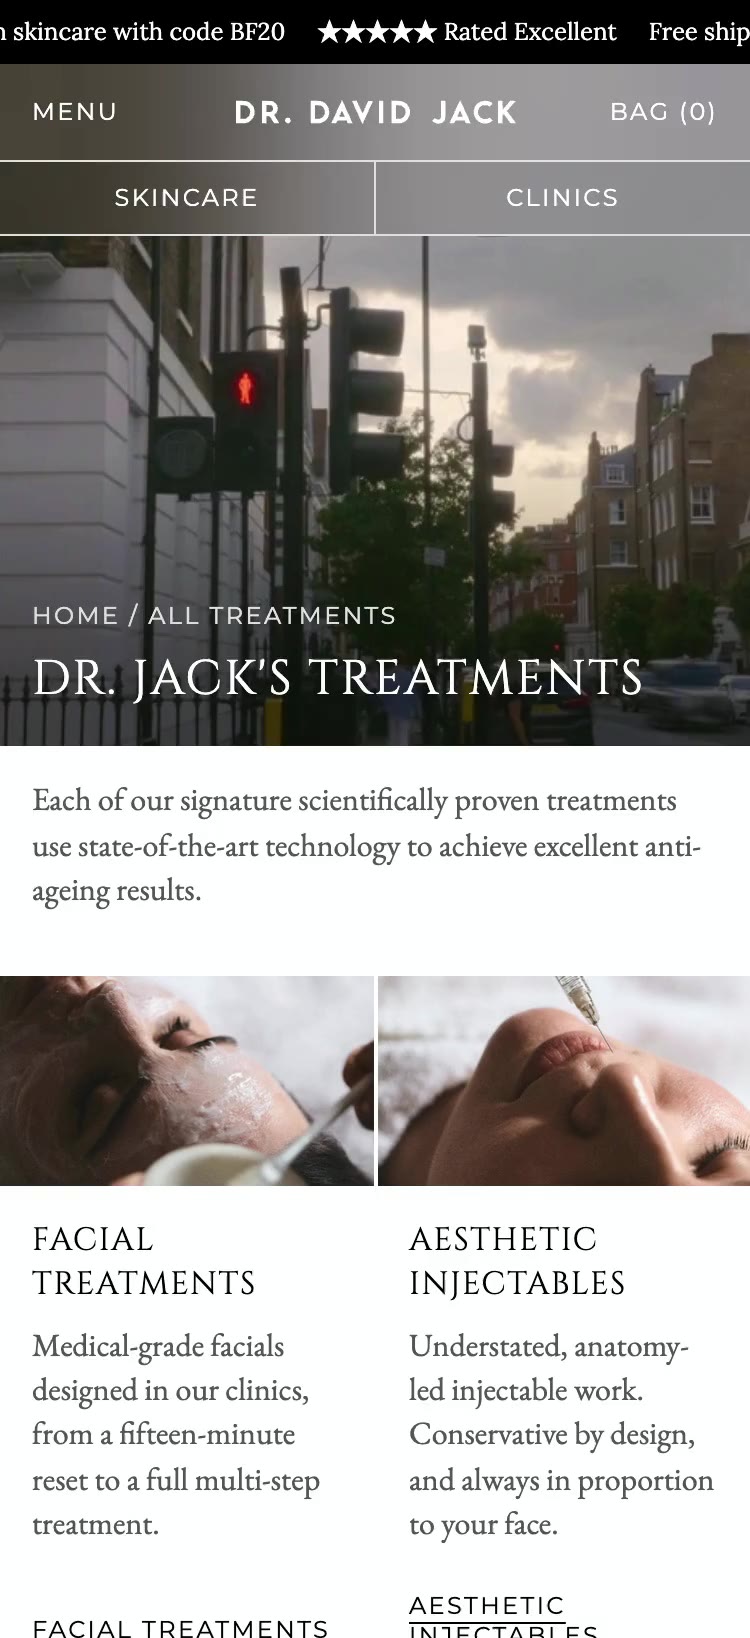 skincare with code BF20 ★★★★★ Rated Excellent Free
MENU DR. DAVID JACK BAG (0)
SKINCARE CLINICS
HOME / ALL TREATMENTS
DR. JACK'S TREATMENTS
Each of our signature scientifically proven treatments
use state-of-the-art technology to achieve excellent anti-
ageing results.
FACIAL
TREATMENTS
Medical-grade facials
designed in our clinics,
from a fifteen-minute
reset to a full multi-step
treatment.
FACIAL TREATMENTS
AESTHETIC
INJECTABLES
Understated, anatomy-
led injectable work.
Conservative by design,
and always in proportion
to your face.
AESTHETIC
INJECTABLES